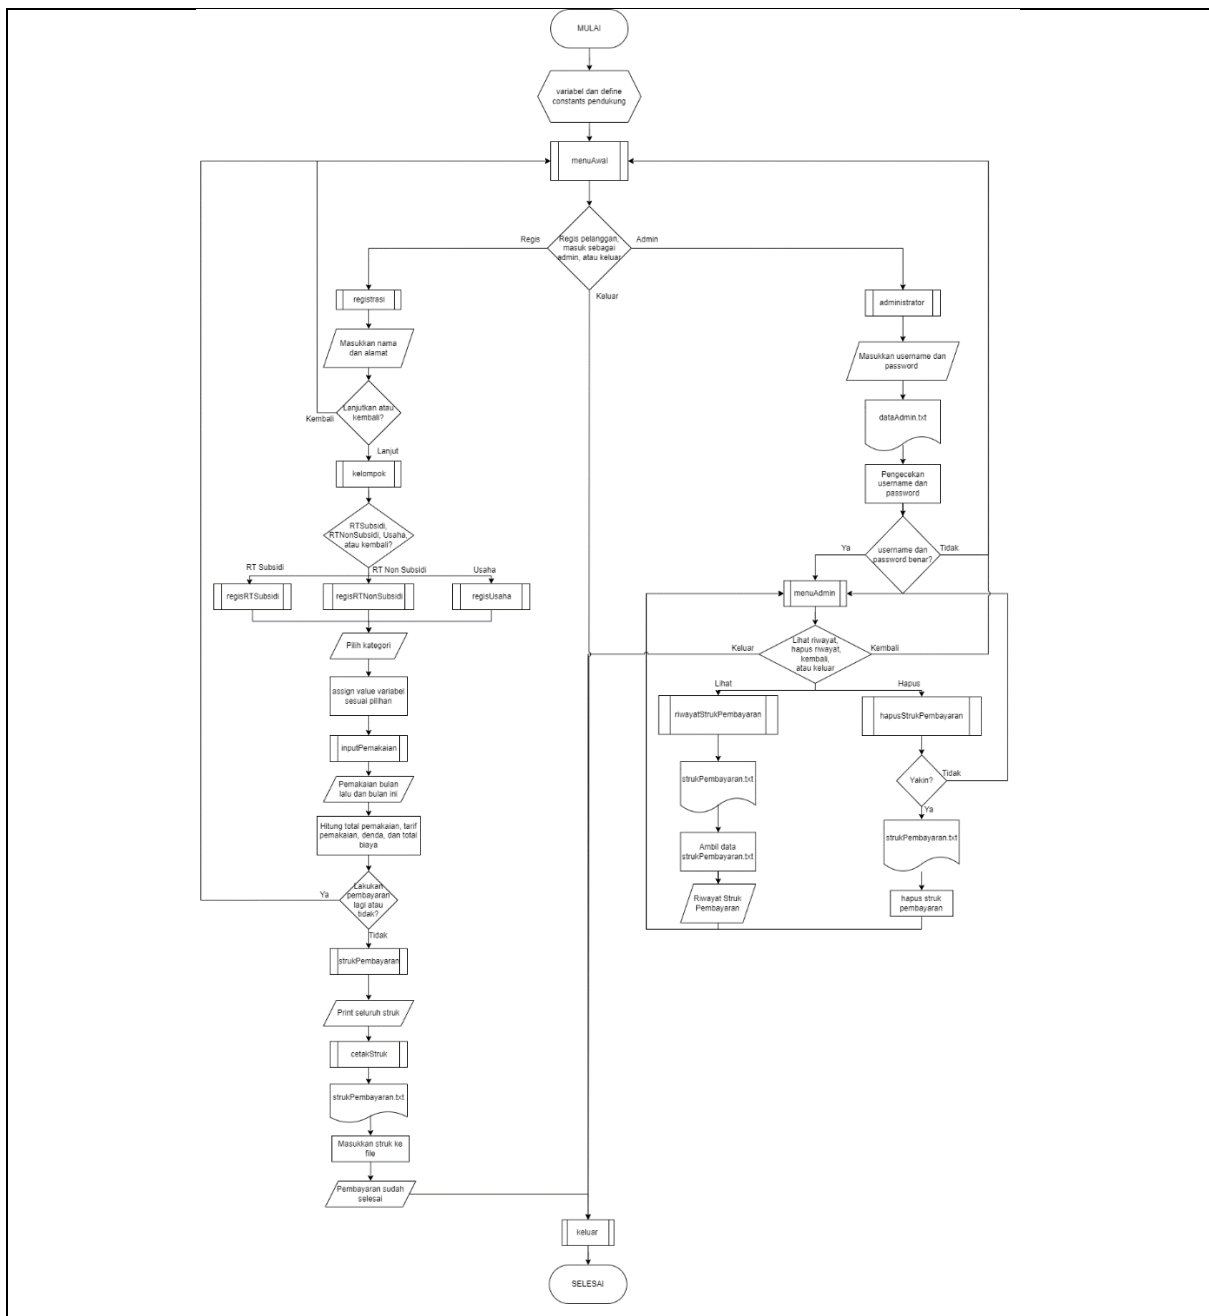 MULAI
variabel dan define
constants pendukung
menuAwal
Regis pelanggan,
masuk sebagai
admin, atau keluar
Regis
Admin
Keluar
registrasi
Masukkan nama
dan alamat
Lanjutkan atau
kembali?
Kembali
Lanjut
kelompok
RTSubsidi,
RTNonSubsidi, Usaha,
atau kembali?
RT Subsidi
RT Non Subsidi
Usaha
regisRTSubsidi
regisRTNonSubsidi
regisUsaha
Pilih kategori
assign value variabel
sesuai pilihan
inputPemakaian
Pemakaian bulan
lalu dan bulan ini
Hitung total pemakaian, tarif
pemakaian, denda, dan total
biaya
Lakukan
pembayaran
lagi atau
tidak?
Ya
Tidak
strukPembayaran
Print seluruh struk
cetakStruk
strukPembayaran.txt
Masukkan struk ke
file
Pembayaran sudah
selesai
administrator
Masukkan username dan
password
dataAdmin.txt
Pengecekan
username dan
password
username dan
password benar?
Ya
Tidak
menuAdmin
Lihat riwayat,
hapus riwayat,
kembali,
atau keluar
Keluar
Kembali
Lihat
Hapus
riwayatStrukPembayaran
strukPembayaran.txt
Ambil data
strukPembayaran.txt
Riwayat Struk
Pembayaran
hapusStrukPembayaran
Yakin?
Tidak
Ya
strukPembayaran.txt
hapus struk
pembayaran
keluar
SELESAI